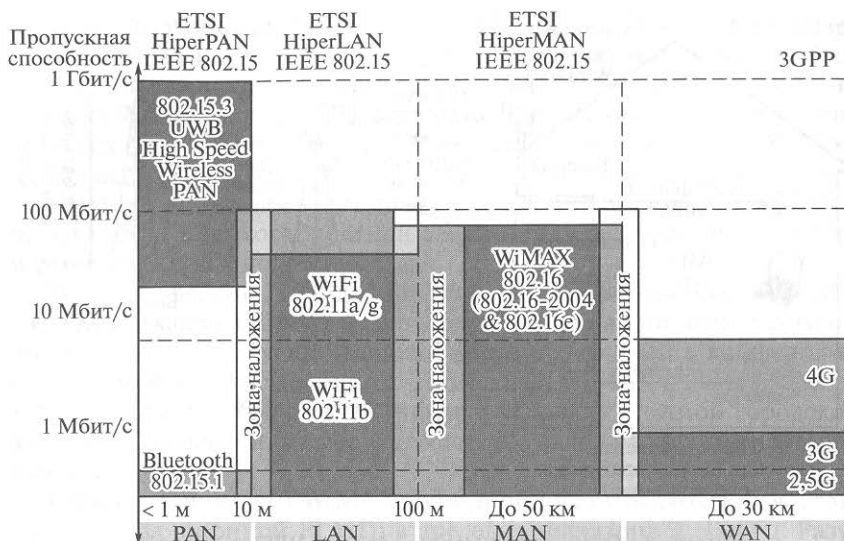 ETSI
HiperPAN
IEEE 802.15
ETSI
HiperLAN
IEEE 802.15
ETSI
HiperMAN
IEEE 802.15
3GPP
Пропускная
способность
1 Гбит/с
100 Мбит/с
10 Мбит/с
1 Мбит/с
802.15.3
UWB
High Speed
Wireless
PAN
Bluetooth
802.15.1
Зона наложения
WiFi
802.11a/g
WiFi
802.11b
Зона наложения
WiMAX
802.16
(802.16-2004
& 802.16e)
Зона наложения
4G
3G
2,5G
< 1 м
10 м
100 м
До 50 км
До 30 км
PAN
LAN
MAN
WAN